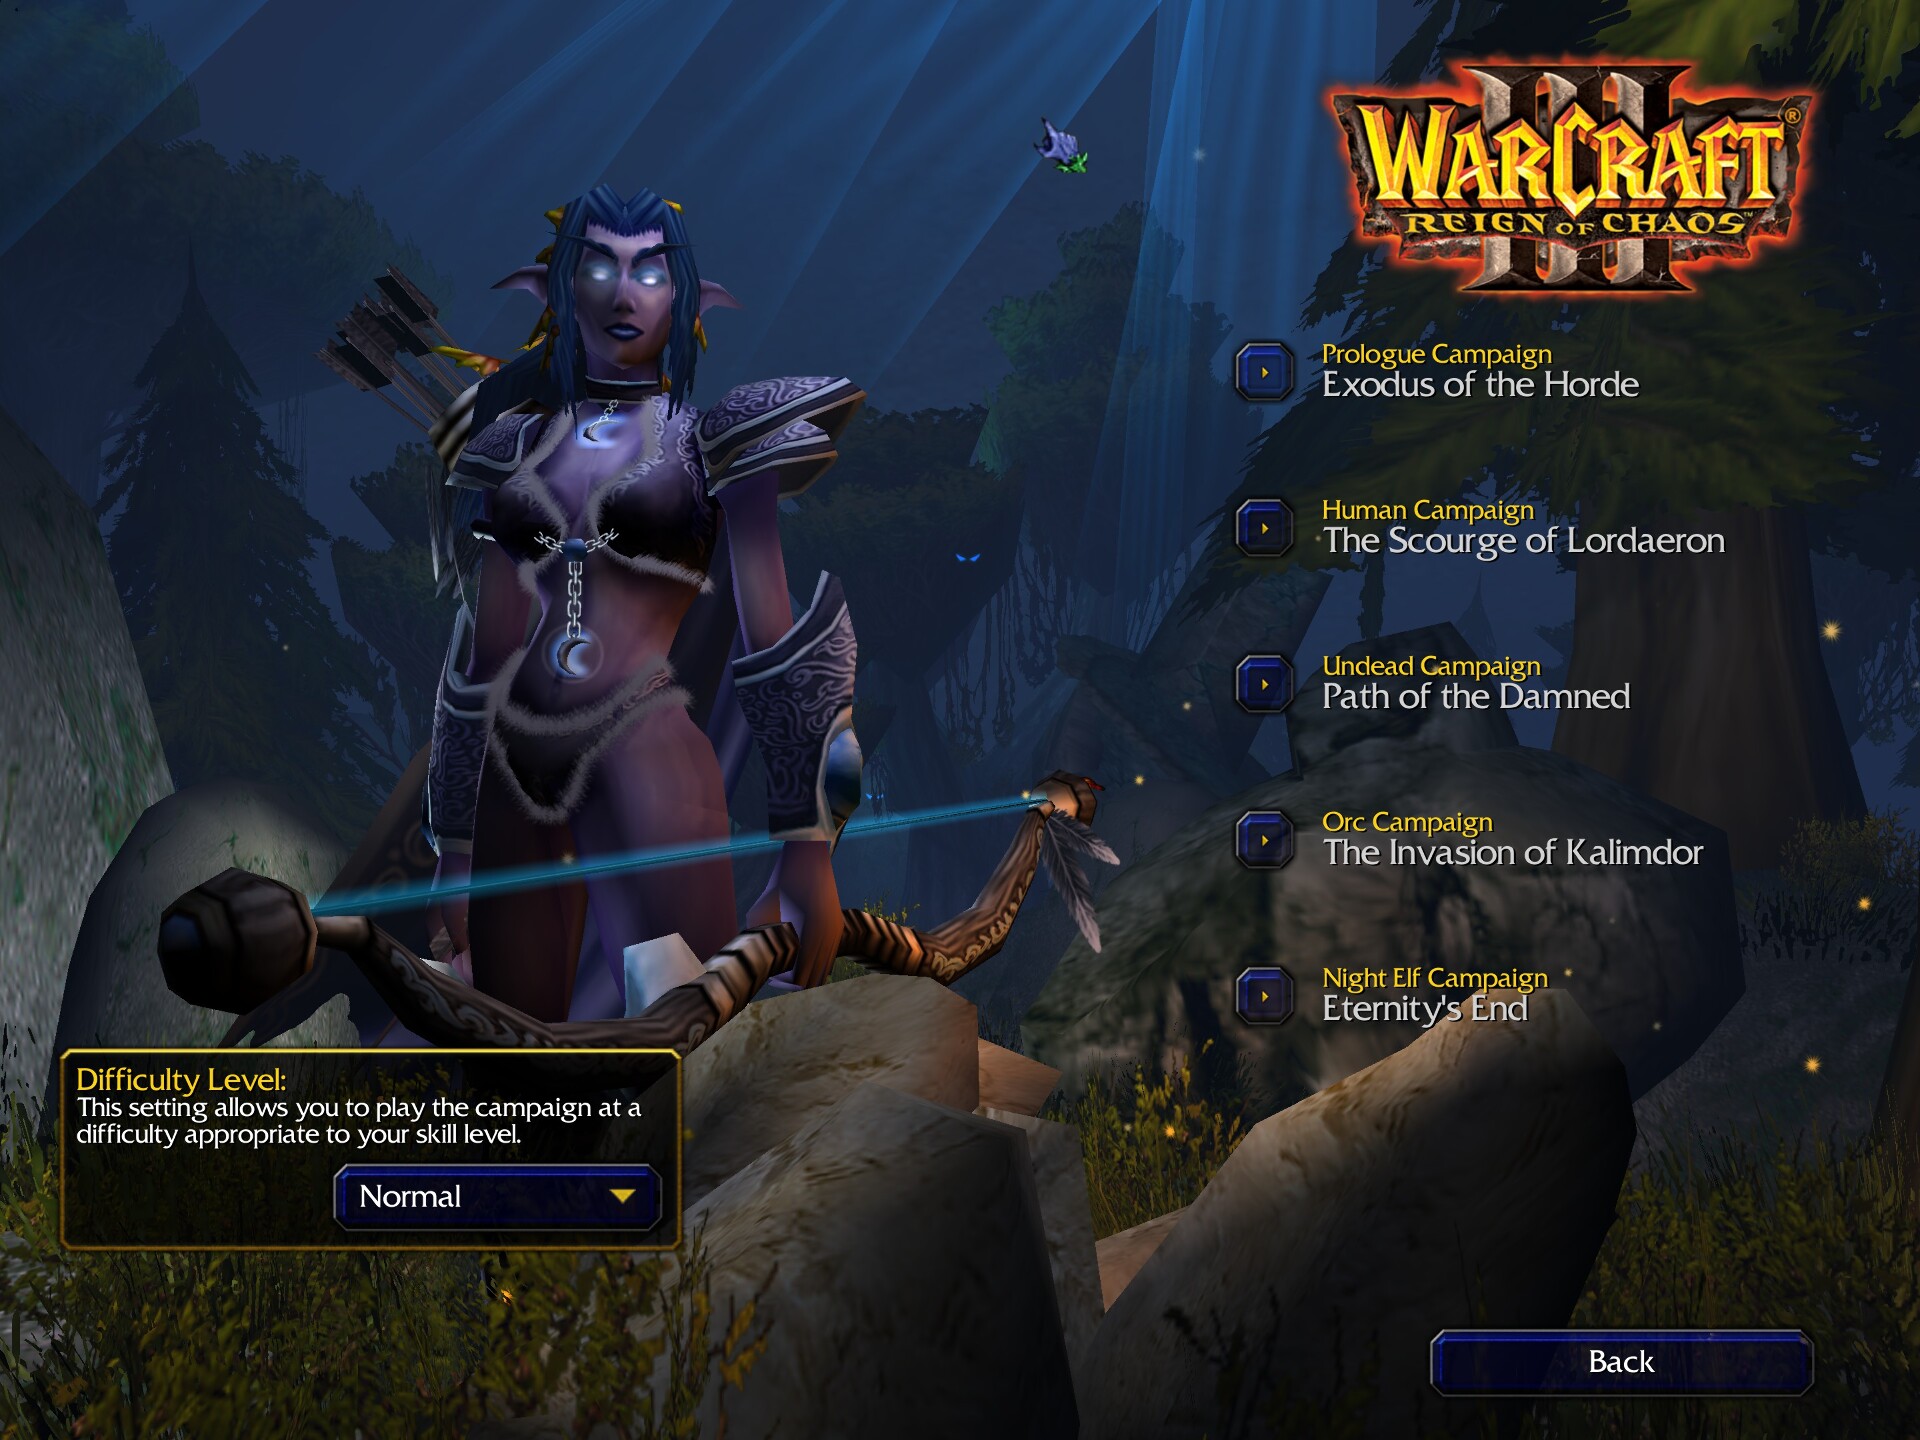 WARCRAFT®
III
REIGN OF CHAOS™
Prologue Campaign
Exodus of the Horde
Human Campaign
The Scourge of Lordaeron
Undead Campaign
Path of the Damned
Orc Campaign
The Invasion of Kalimdor
Night Elf Campaign
Eternity's End
Difficulty Level:
This setting allows you to play the campaign at a
difficulty appropriate to your skill level.
Normal
Back